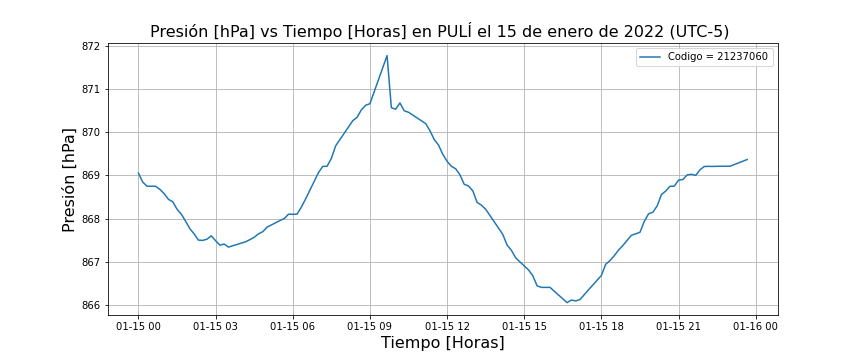 Presión [hPa] vs Tiempo [Horas] en PULÍ el 15 de enero de 2022 (UTC-5)
Codigo = 21237060
Presión [hPa]
872
871
870
869
868
867
866
01-15 00 01-15 03 01-15 06 01-15 09 01-15 12 01-15 15 01-15 18 01-15 21 01-16 00
Tiempo [Horas]